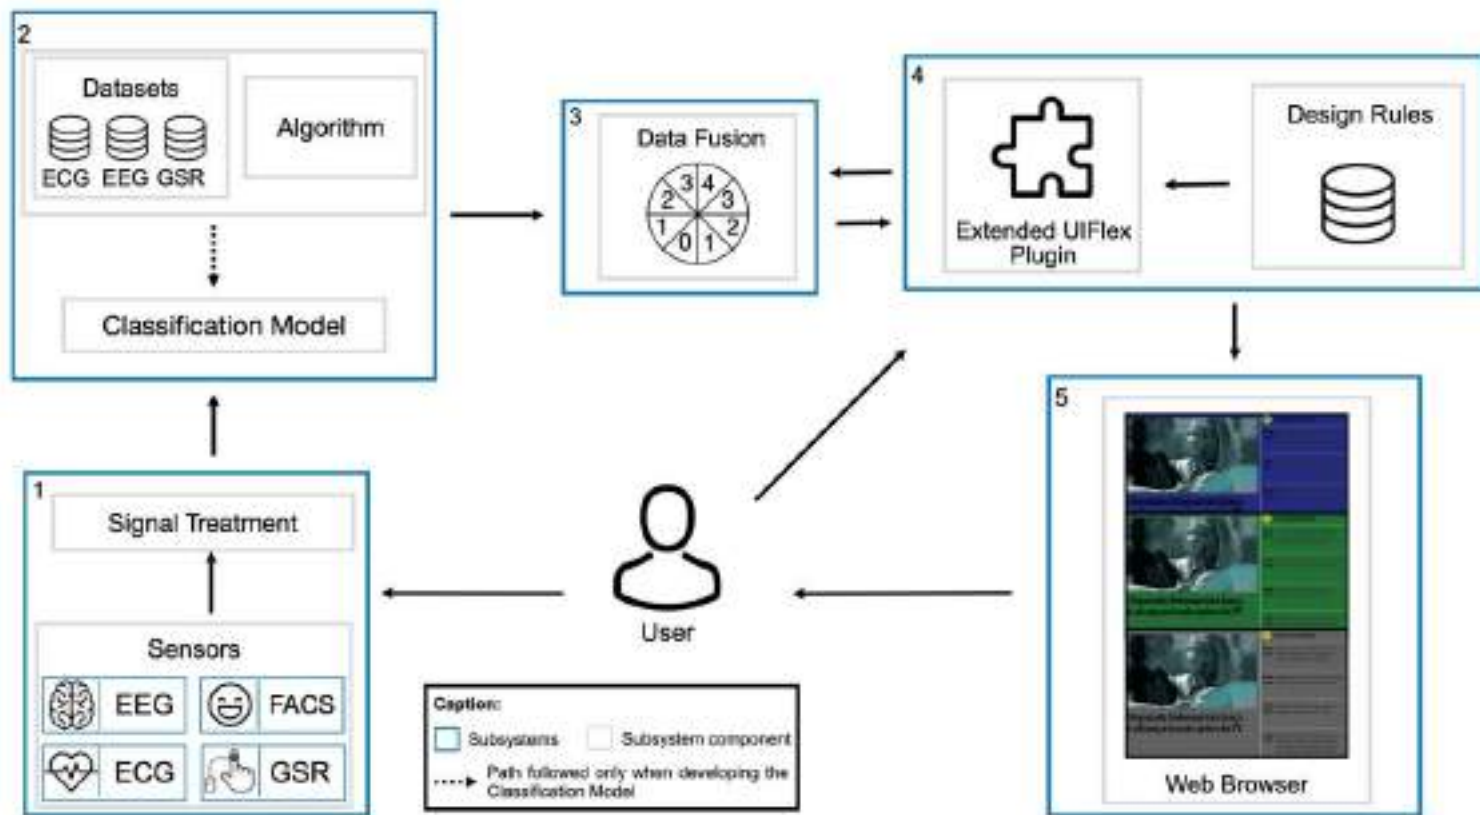 2
Datasets
ECG EEG GSR
Algorithm
Classification Model
3
Data Fusion
3 4
2 3
1 2
0 1
4
Extended UIFlex
Plugin
Design Rules
1
Signal Treatment
Sensors
EEG
FACS
ECG
GSR
User
5
Web Browser
Caption:
Subsystems
Subsystem component
Path followed only when developing the
Classification Model